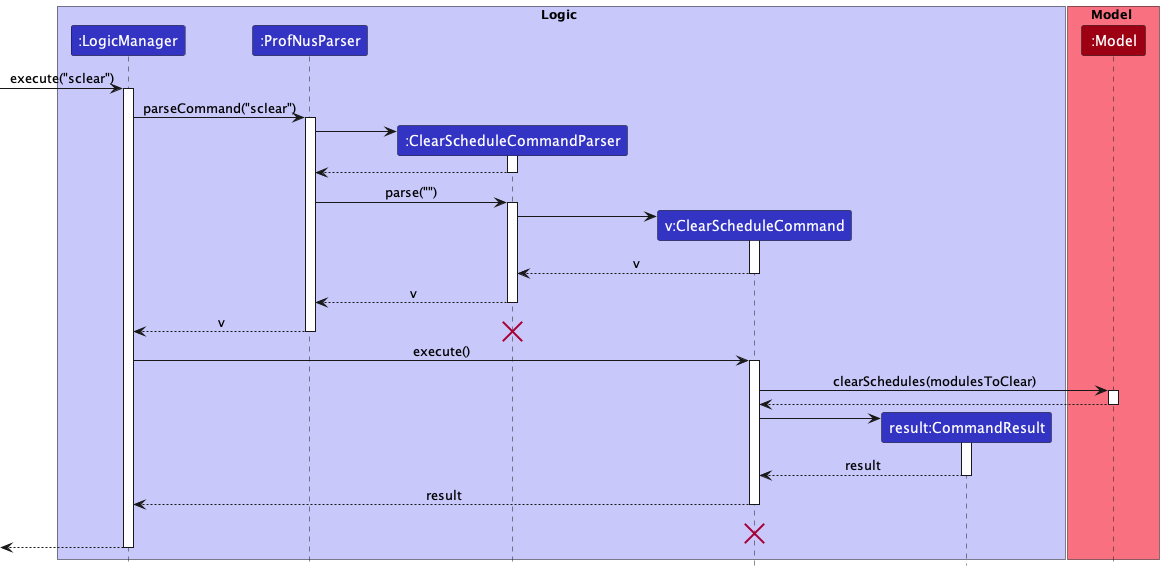 Logic
Model
:LogicManager
:ProfNusParser
:Model
execute("sclear")
parseCommand("sclear")
:ClearScheduleCommandParser
parse("")
v:ClearScheduleCommand
v
v
v
execute()
clearSchedules(modulesToClear)
result:CommandResult
result
result